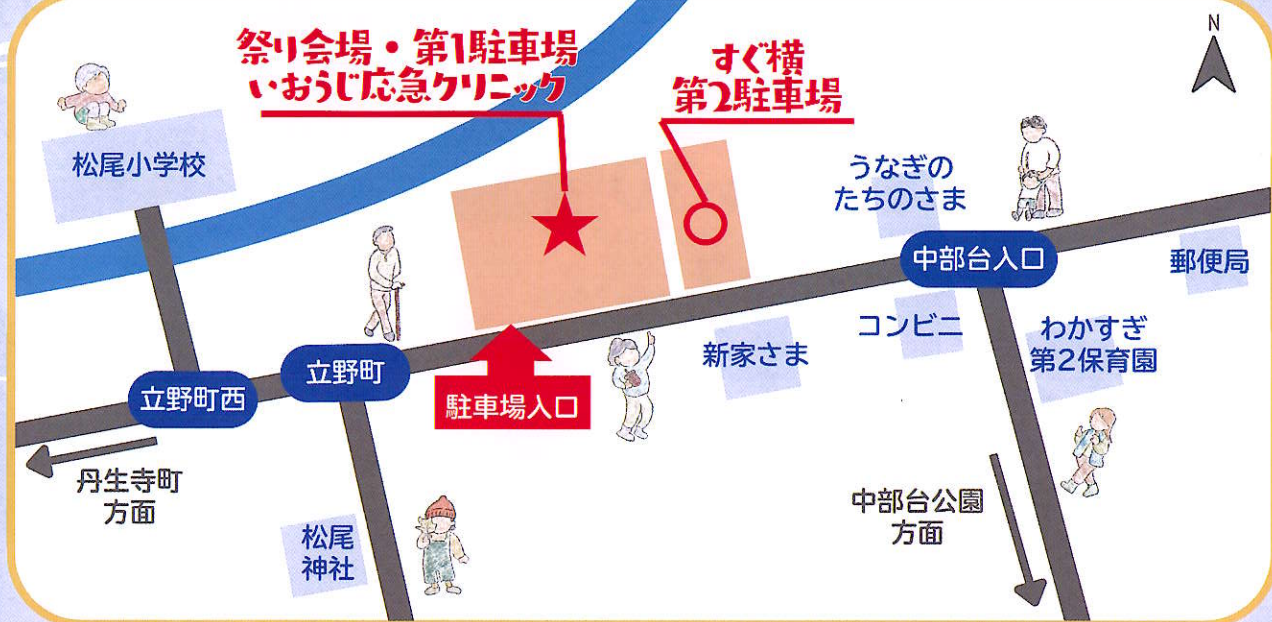 N
祭り会場・第1駐車場
いおうじ応急クリニック
すぐ横
第2駐車場
松尾小学校
うなぎの
たちのさま
中部台入口
郵便局
コンビニ
わかすぎ
第2保育園
新家さま
立野町
立野町西
駐車場入口
丹生寺町
方面
松尾
神社
中部台公園
方面